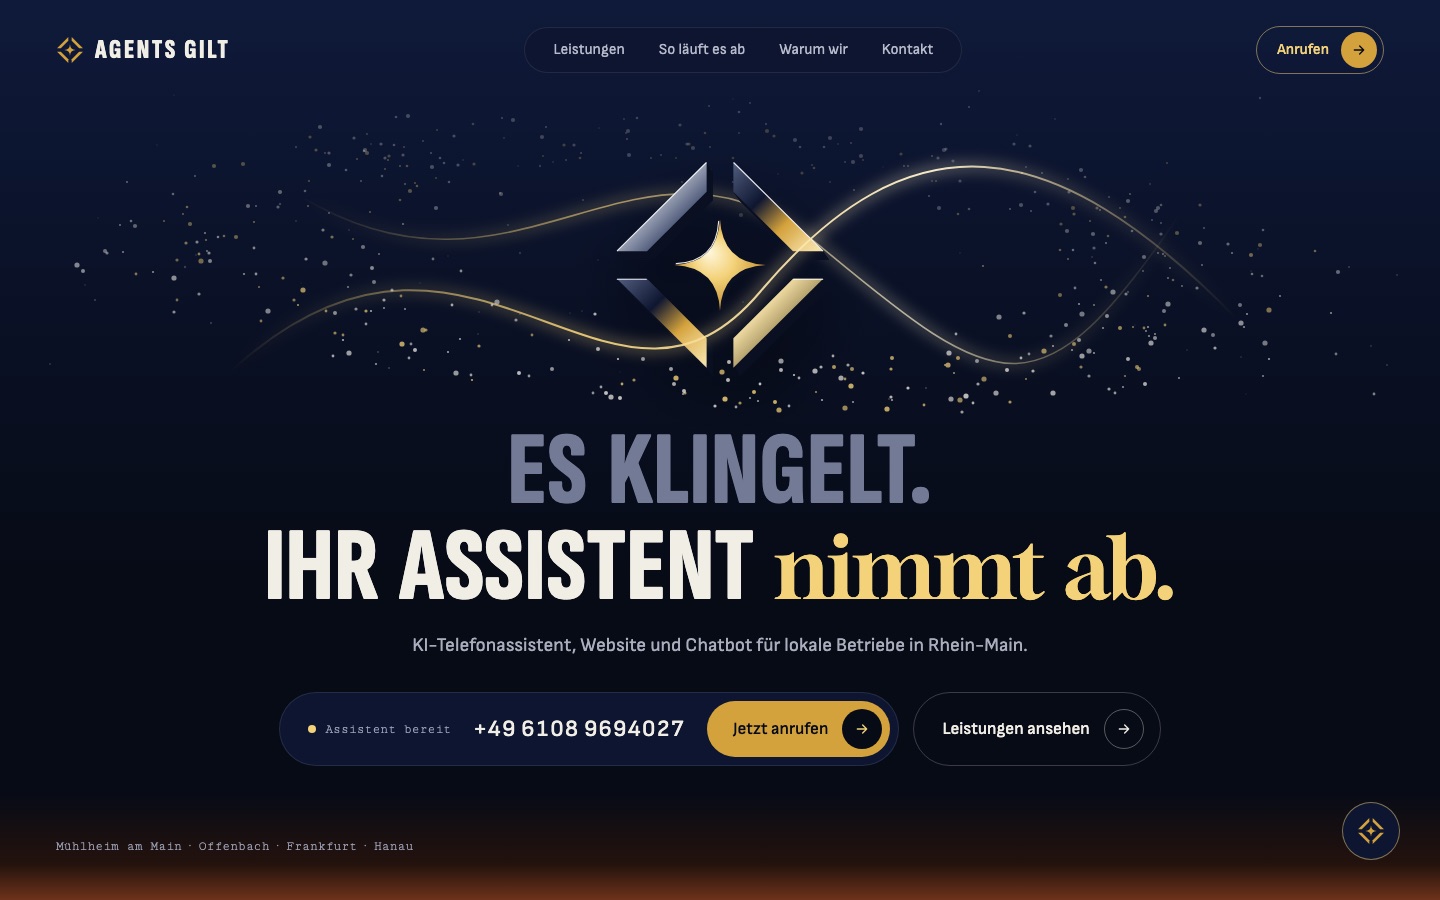 AGENTS GILT
Leistungen So läuft es ab Warum wir Kontakt
Anrufen
ES KLINGELT.
IHR ASSISTENT nimmt ab.
KI-Telefonassistent, Website und Chatbot für lokale Betriebe in Rhein-Main.
Assistent bereit +49 6108 9694027 Jetzt anrufen
Leistungen ansehen
Mühlheim am Main · Offenbach · Frankfurt · Hanau